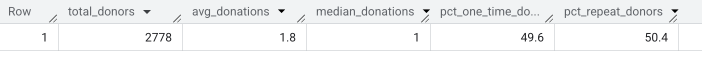 Row total_donors avg_donations median_donations pct_one_time_do... pct_repeat_donors
1 2778 1.8 1 49.6 50.4